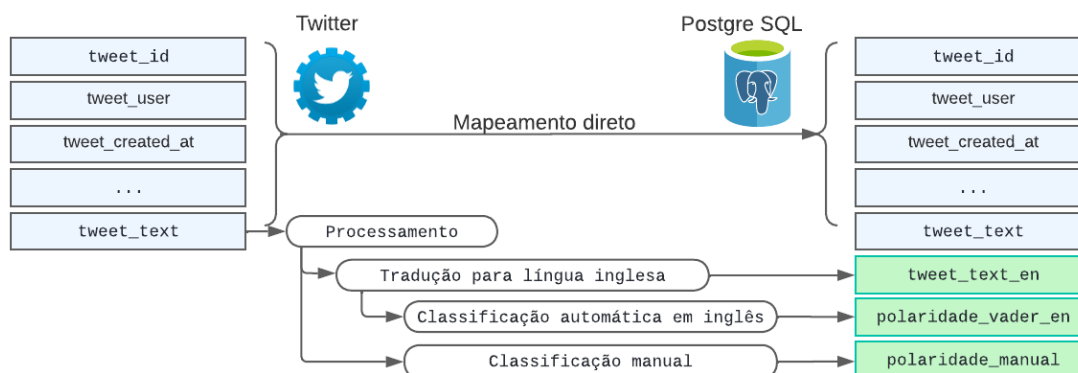 Twitter
Postgre SQL
tweet_id
tweet_user
tweet_created_at
...
tweet_text
Mapeamento direto
tweet_id
tweet_user
tweet_created_at
...
tweet_text
Processamento
Tradução para língua inglesa
tweet_text_en
Classificação automática em inglês
polaridade_vader_en
Classificação manual
polaridade_manual